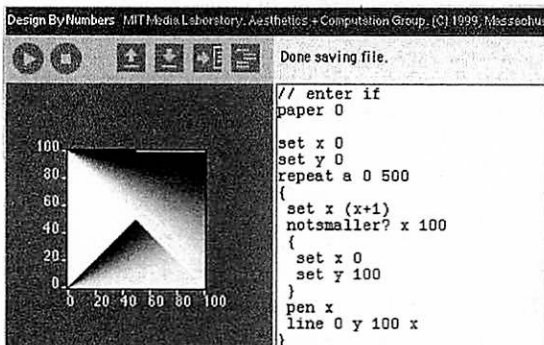 Design By Numbers MIT Media Laboratory. Aesthetics + Computation Group. (C) 1999, Massachus
Done saving file.
// enter if
paper 0
set x 0
set y 0
repeat a 0 500
{
set x (x+1)
notsmaller? x 100
{
set x 0
set y 100
}
pen x
line 0 y 100 x
}
100
80
60
40
20
0
0 20 40 60 80 100